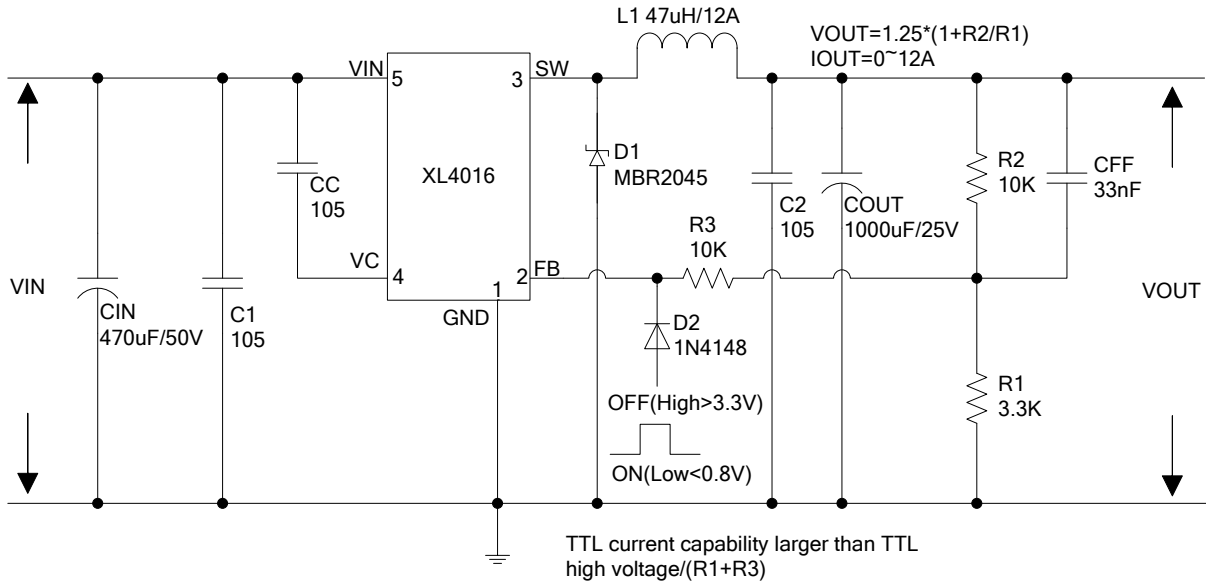 L1 47uH/12A
VOUT=1.25*(1+R2/R1)
IOUT=0~12A
VIN
5
3
SW
XL4016
CC
105
D1
MBR2045
R2
10K
CFF
33nF
C2
105
COUT
1000uF/25V
R3
10K
VC
4
2
FB
1
GND
VIN
CIN
470uF/50V
C1
105
D2
1N4148
VOUT
R1
3.3K
OFF(High>3.3V)
ON(Low<0.8V)
TTL current capability larger than TTL
high voltage/(R1+R3)